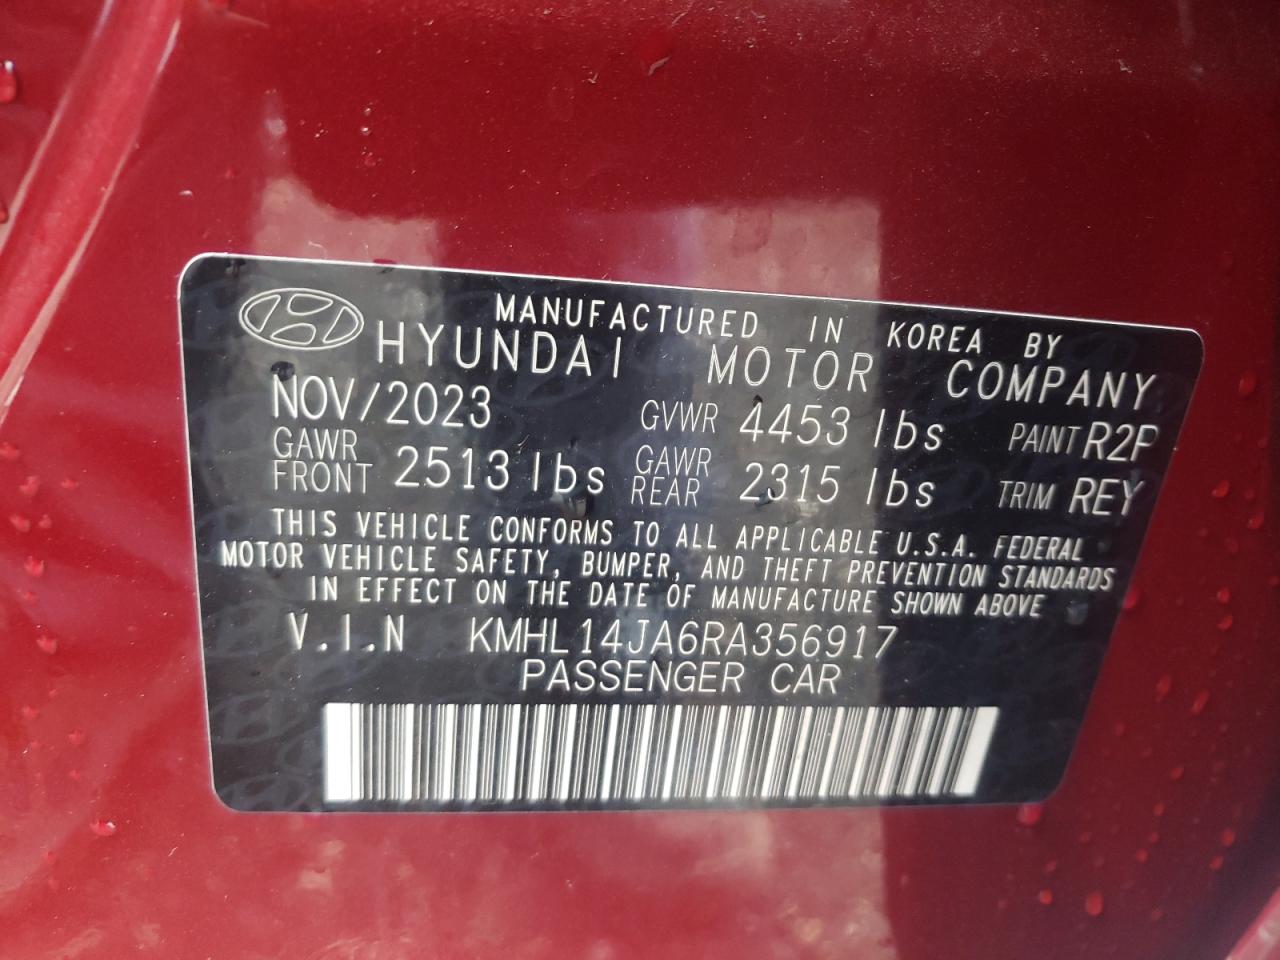 MANUFACTURED IN KOREA BY
HYUNDAI MOTOR COMPANY
NOV/2023 GVWR 4453 lbs PAINT R2P
GAWR FRONT 2513 lbs GAWR REAR 2315 lbs TRIM REY
THIS VEHICLE CONFORMS TO ALL APPLICABLE U.S.A. FEDERAL
MOTOR VEHICLE SAFETY, BUMPER, AND THEFT PREVENTION STANDARDS
IN EFFECT ON THE DATE OF MANUFACTURE SHOWN ABOVE
V.I.N KMHL14JA6RA356917
PASSENGER CAR